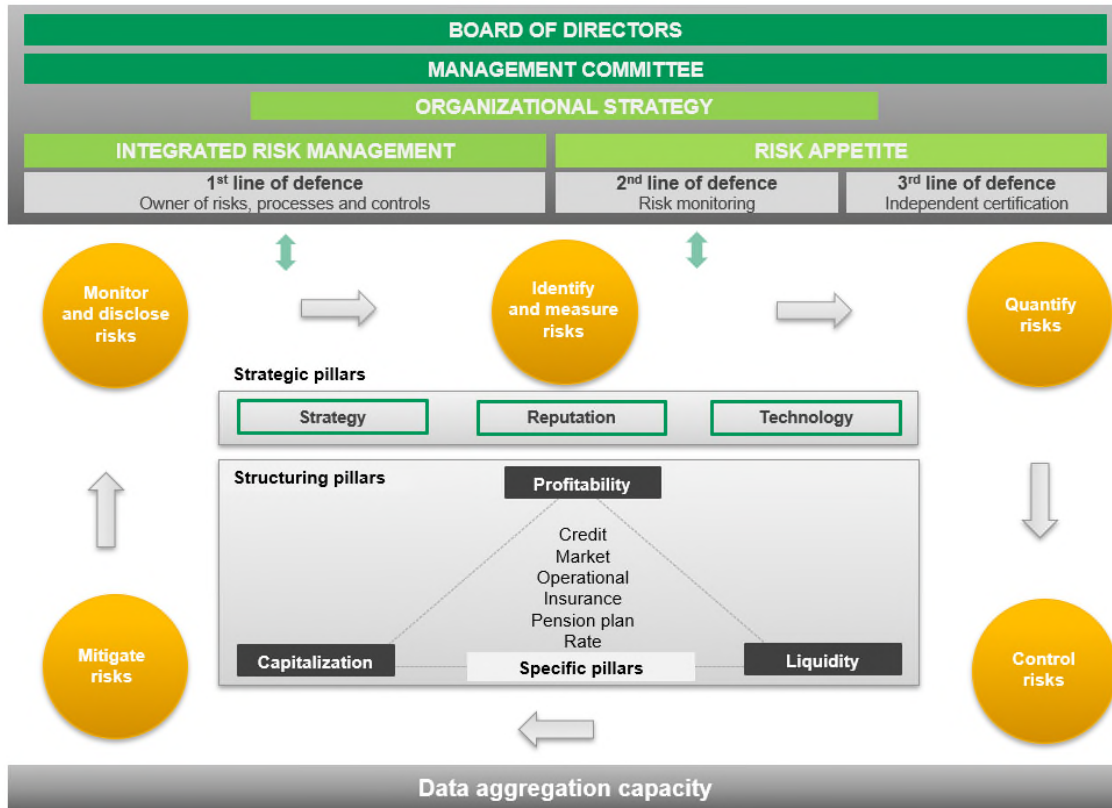 BOARD OF DIRECTORS
MANAGEMENT COMMITTEE
ORGANIZATIONAL STRATEGY
INTEGRATED RISK MANAGEMENT
RISK APPETITE
1st line of defence
Owner of risks, processes and controls
2nd line of defence
Risk monitoring
3rd line of defence
Independent certification
Monitor
and disclose
risks
Identify
and measure
risks
Quantify
risks
Strategic pillars
Strategy
Reputation
Technology
Structuring pillars
Profitability
Credit
Market
Operational
Insurance
Pension plan
Rate
Capitalization
Specific pillars
Liquidity
Mitigate
risks
Control
risks
Data aggregation capacity